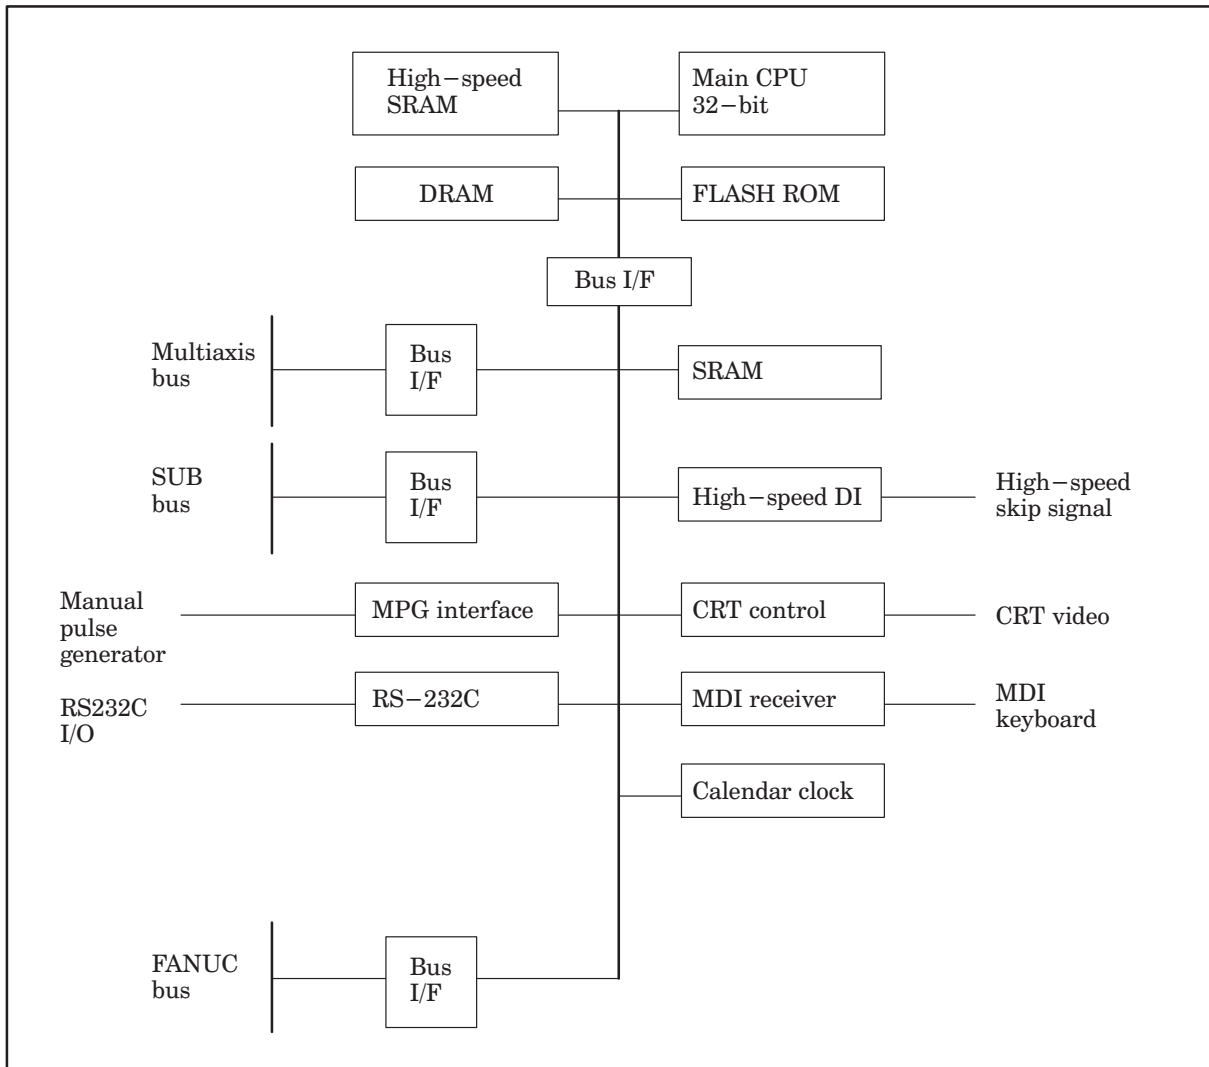 High−speed
SRAM
Main CPU
32−bit
DRAM
FLASH ROM
Bus I/F
Multiaxis
bus
Bus
I/F
SRAM
SUB
bus
Bus
I/F
High−speed DI
High−speed
skip signal
Manual
pulse
generator
MPG interface
CRT control
CRT video
RS232C
I/O
RS−232C
MDI receiver
MDI
keyboard
Calendar clock
FANUC
bus
Bus
I/F